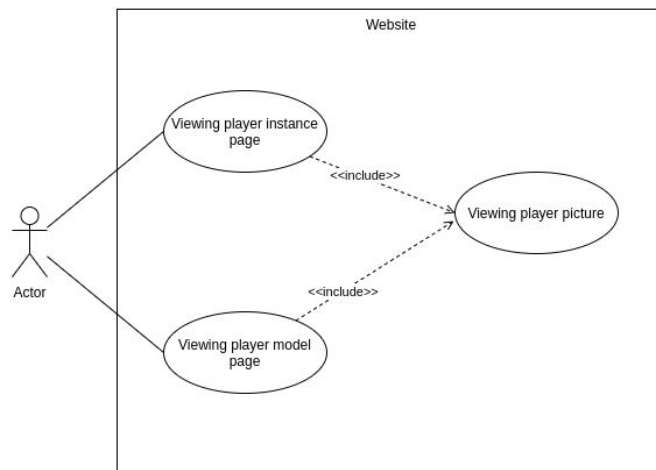 Website
Viewing player instance
page
<<include>>
Viewing player picture
Actor
<<include>>
Viewing player model
page